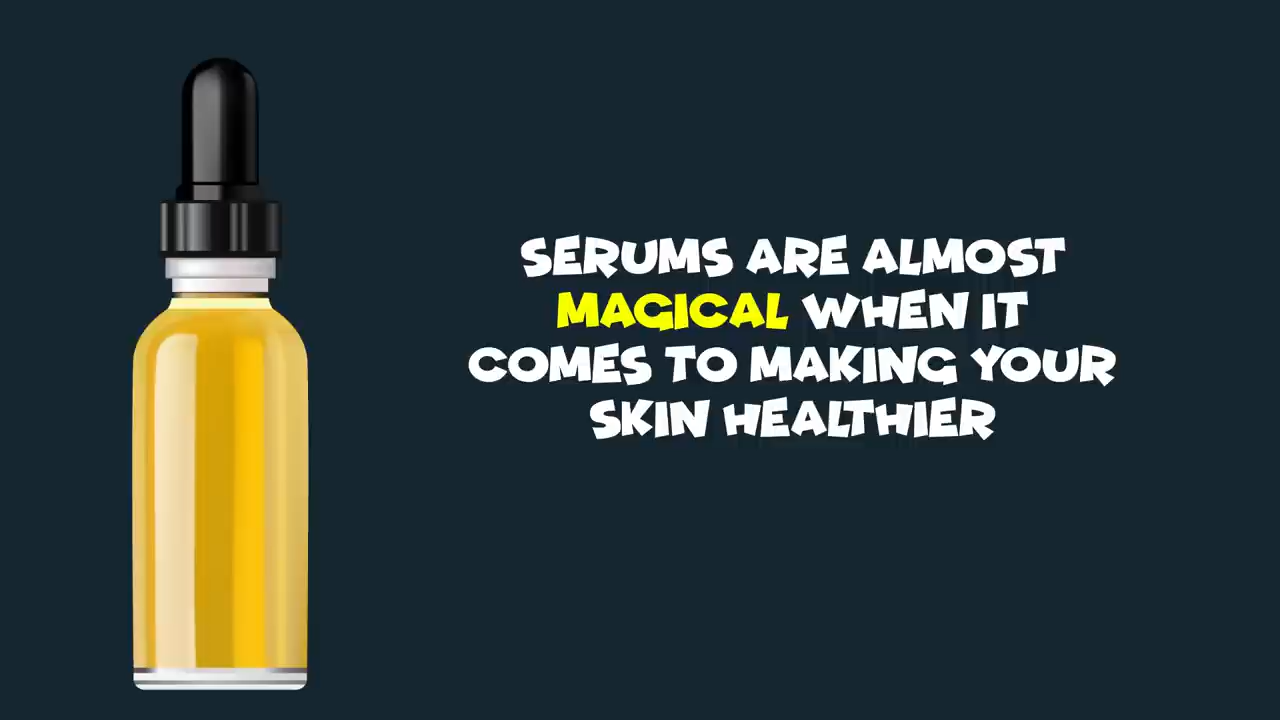 SERUMS ARE ALMOST
MAGICAL WHEN IT
COMES TO MAKING YOUR
SKIN HEALTHIER